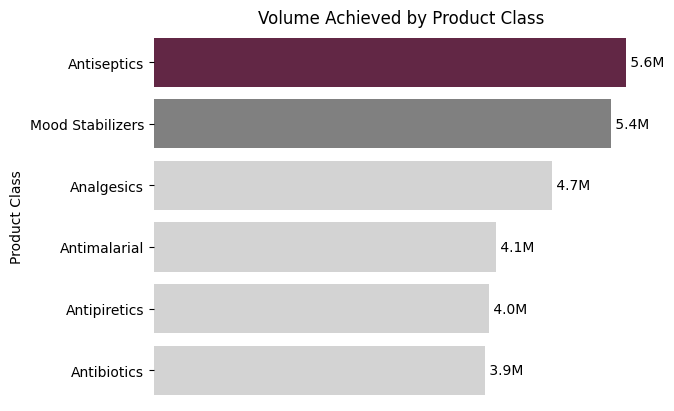 Volume Achieved by Product Class
Product Class
Antiseptics 5.6M
Mood Stabilizers 5.4M
Analgesics 4.7M
Antimalarial 4.1M
Antipiretics 4.0M
Antibiotics 3.9M